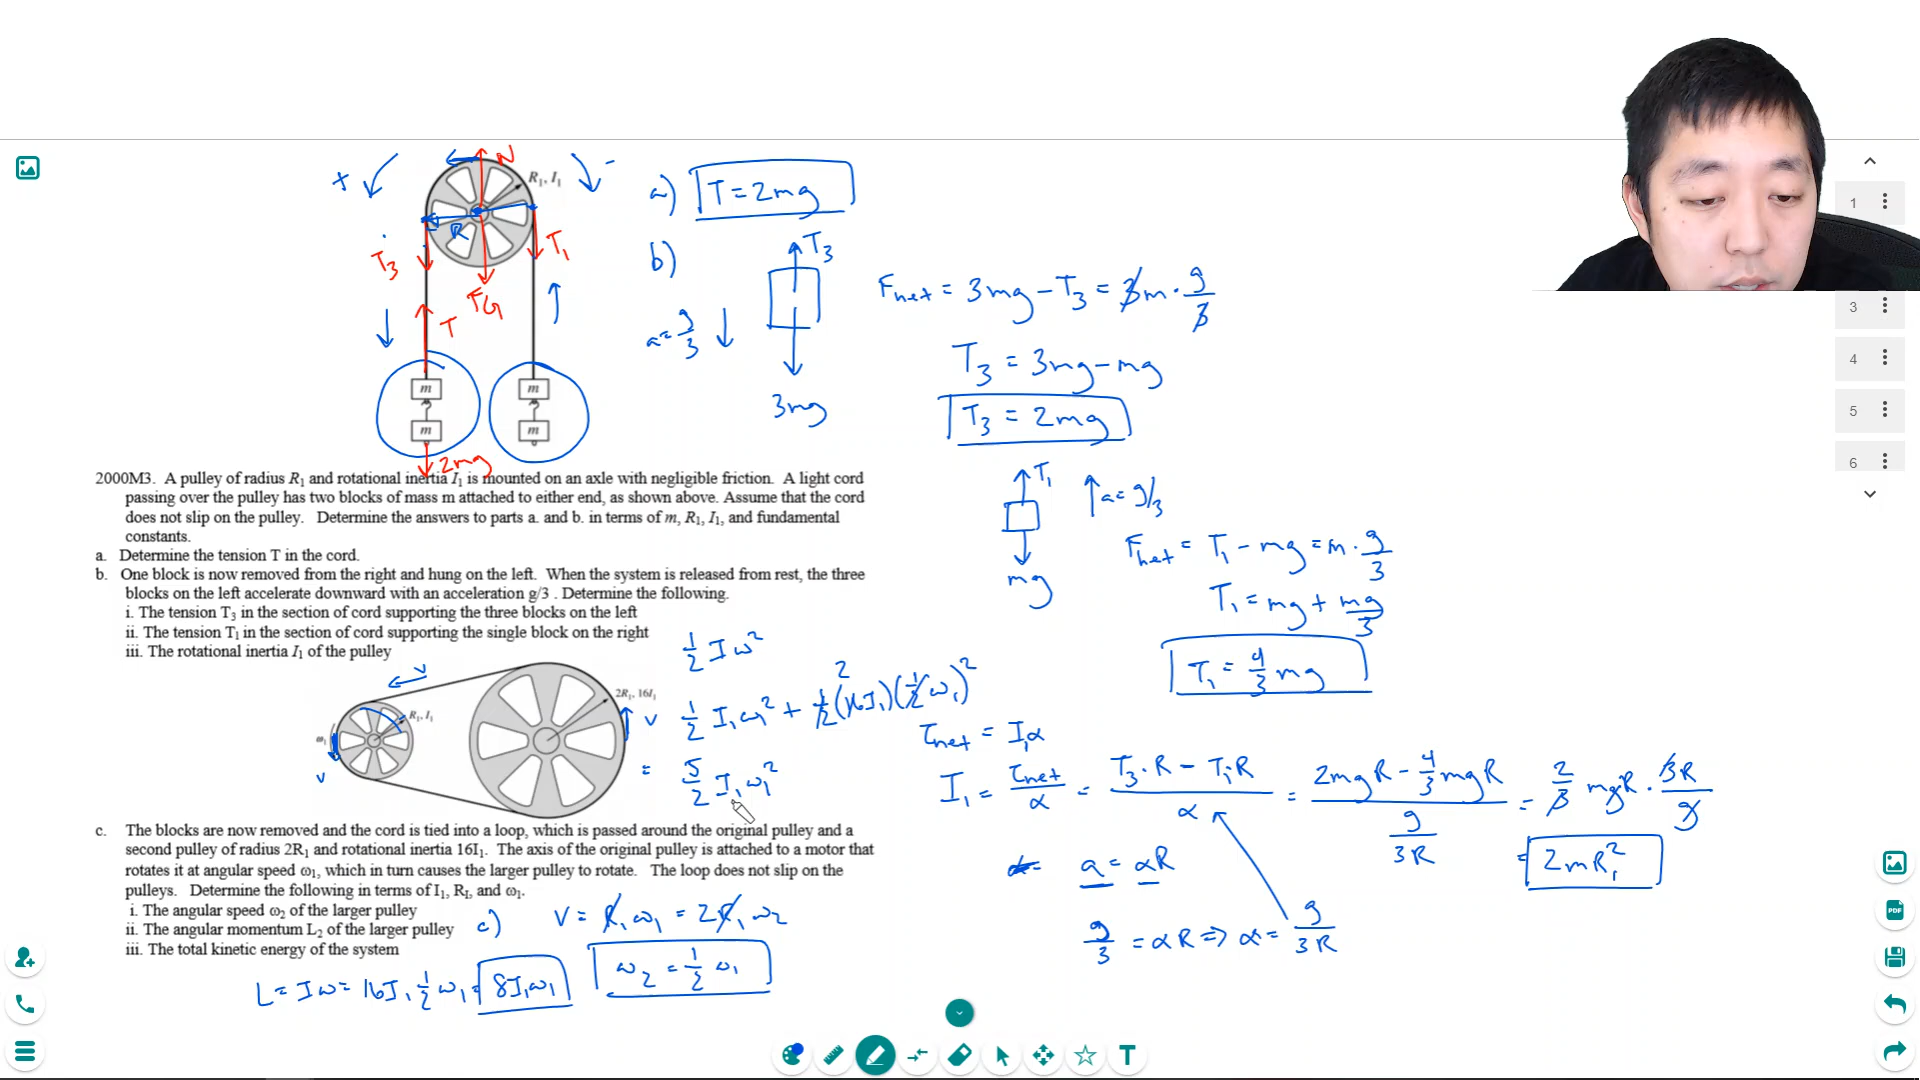 +
-
N
R₁, I₁
R
T₃
T₁
F_G
T
m
m
m
m
2mg
a) T = 2mg
b)
T₃
a = g/3
3mg
F_net = 3mg - T₃ = 3m · g/3
T₃ = 3mg - mg
T₃ = 2mg
T₁
a = g/3
mg
F_net = T₁ - mg = m · g/3
T₁ = mg + mg/3
T₁ = 4/3 mg
2000M3. A pulley of radius R₁ and rotational inertia I₁ is mounted on an axle with negligible friction. A light cord
passing over the pulley has two blocks of mass m attached to either end, as shown above. Assume that the cord
does not slip on the pulley. Determine the answers to parts a. and b. in terms of m, R₁, I₁, and fundamental
constants.
a. Determine the tension T in the cord.
b. One block is now removed from the right and hung on the left. When the system is released from rest, the three
blocks on the left accelerate downward with an acceleration g/3 . Determine the following.
i. The tension T₃ in the section of cord supporting the three blocks on the left
ii. The tension T₁ in the section of cord supporting the single block on the right
iii. The rotational inertia I₁ of the pulley
v
R₁, I₁
2R₁, 16I₁
v
v
1/2 Iω²
2
1/2 I₁ω₁² + 1/2 (16I₁)(1/2 ω₁)²
= 5/2 I₁ω₁²
τ_net = I₁α
I₁ = τ_net/α = (T₃·R - T₁R)/α = (2mgR - 4/3 mgR)/(g/3R) = 2/3 mgR · 3R/g
= 2mR₁²
a = αR
g/3 = αR ⇒ α = g/3R
c. The blocks are now removed and the cord is tied into a loop, which is passed around the original pulley and a
second pulley of radius 2R₁ and rotational inertia 16I₁. The axis of the original pulley is attached to a motor that
rotates it at angular speed ω₁, which in turn causes the larger pulley to rotate. The loop does not slip on the
pulleys. Determine the following in terms of I₁, R₁, and ω₁.
i. The angular speed ω₂ of the larger pulley
ii. The angular momentum L₂ of the larger pulley
iii. The total kinetic energy of the system
c) v = R₁ω₁ = 2R₁ω₂
ω₂ = 1/2 ω₁
L = Iω = 16I₁ 1/2 ω₁ = 8I₁ω₁
1
3
4
5
6
PDF
T